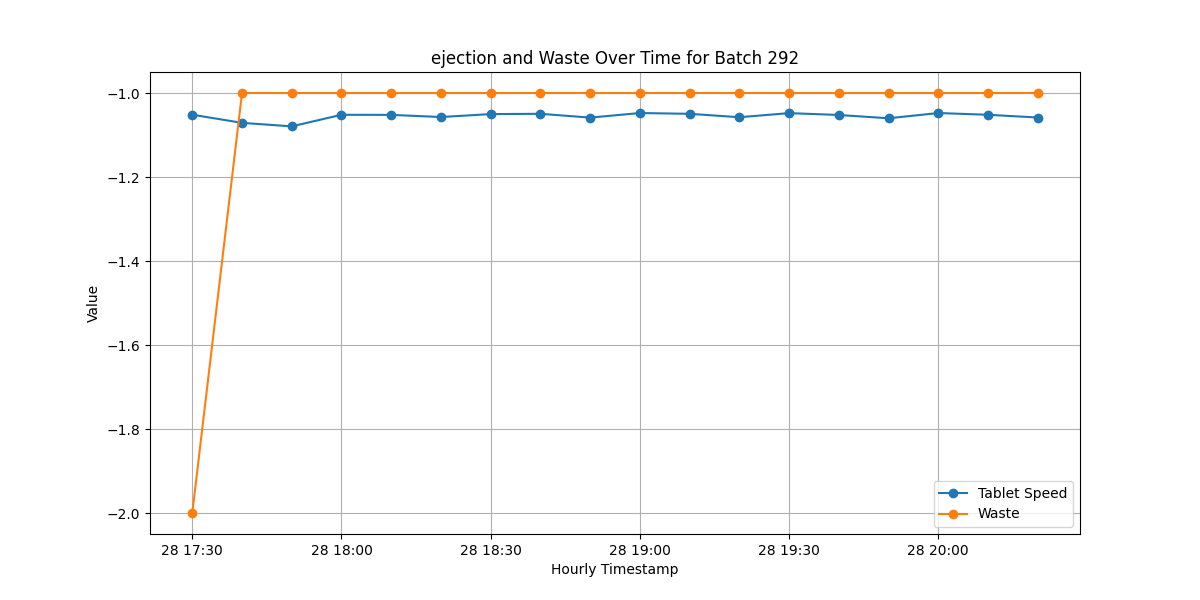 ejection and Waste Over Time for Batch 292
−1.0
−1.2
−1.4
−1.6
−1.8
−2.0
Value
Tablet Speed
Waste
28 17:30 28 18:00 28 18:30 28 19:00 28 19:30 28 20:00
Hourly Timestamp